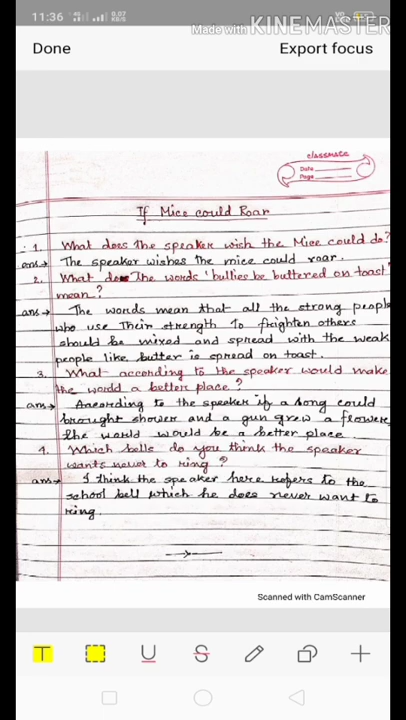 11:36
0.07
KB/s
Made with KINEMASTER
Done
Export focus
classmate
Date
Page
If Mice could Roar
1. What does the speaker wish the Mice could do?
ans→ The speaker wishes the mice could roar.
2. What does the words 'bullies be buttered on toast'
mean?
ans→ The words mean that all the strong people
who use their strength to frighten others
should be mixed and spread with the weak
people like butter is spread on toast.
3. What according to the speaker would make
the world a better place?
ans→ According to the speaker if a song could
brought shower and a gun grew a flower
the world would be a better place
4. Which bells do you think the speaker
wants never to ring?
ans→ I think the speaker here refers to the
school bell which he does never want to
ring.
Scanned with CamScanner
T
U
S